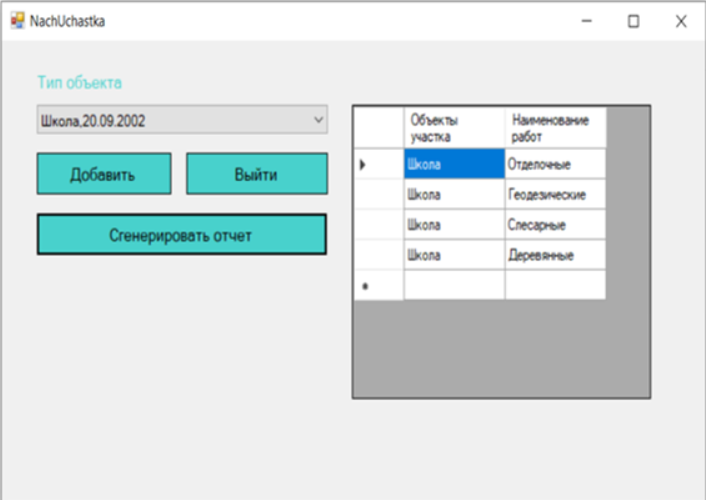 NachUchastka
Тип объекта
Школа,20.09.2002
Добавить
Выйти
Сгенерировать отчет
Объекты участка
Наименование работ
Школа
Отделочные
Школа
Геодезические
Школа
Слесарные
Школа
Деревянные